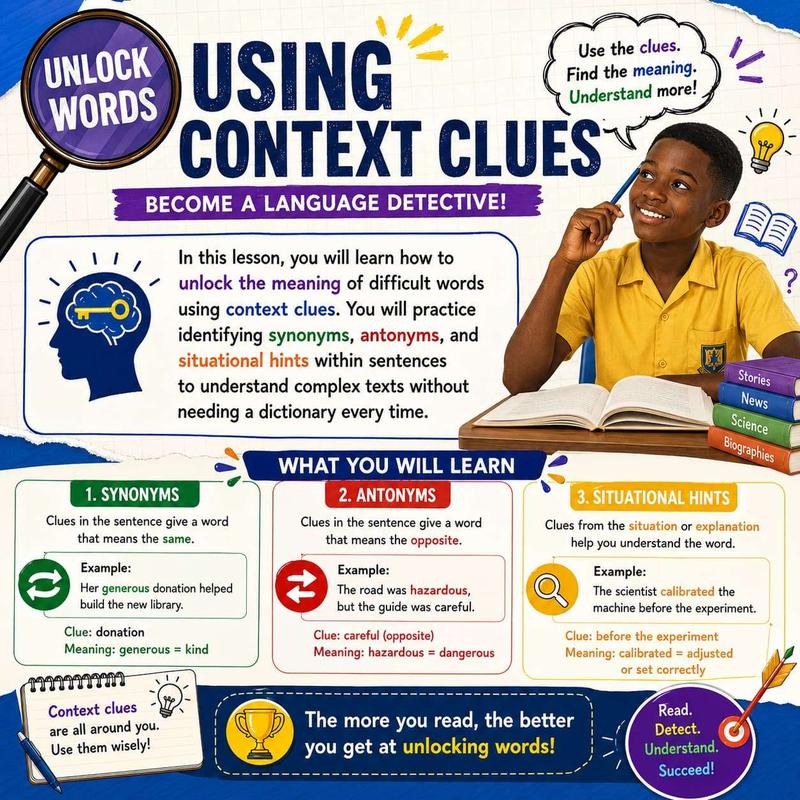 UNLOCK
WORDS
USING
CONTEXT CLUES
BECOME A LANGUAGE DETECTIVE!
Use the clues.
Find the meaning.
Understand more!
In this lesson, you will learn how to
unlock the meaning of difficult words
using context clues. You will practice
identifying synonyms, antonyms, and
situational hints within sentences
to understand complex texts without
needing a dictionary every time.
?
Stories
News
Science
Biographies
WHAT YOU WILL LEARN
1. SYNONYMS
Clues in the sentence give a word
that means the same.
Example:
Her generous donation helped
build the new library.
Clue: donation
Meaning: generous = kind
2. ANTONYMS
Clues in the sentence give a word
that means the opposite.
Example:
The road was hazardous,
but the guide was careful.
Clue: careful (opposite)
Meaning: hazardous = dangerous
3. SITUATIONAL HINTS
Clues from the situation or explanation
help you understand the word.
Example:
The scientist calibrated the
machine before the experiment.
Clue: before the experiment
Meaning: calibrated = adjusted
or set correctly
Context clues
are all around you.
Use them wisely!
The more you read, the better
you get at unlocking words!
Read.
Detect.
Understand.
Succeed!